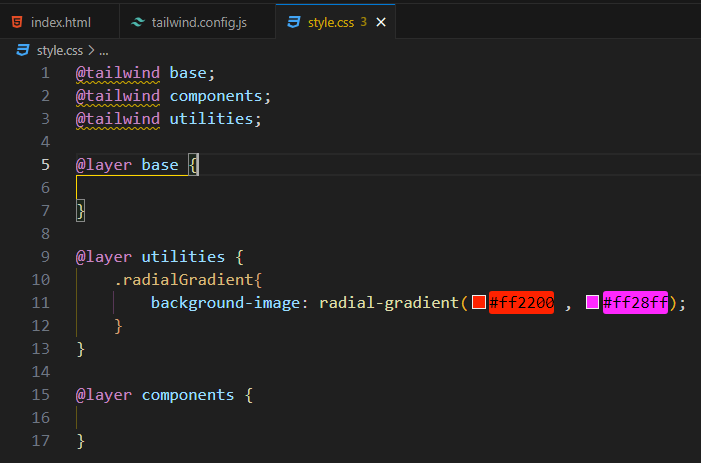 index.html tailwind.config.js style.css 3
style.css > ...
1 @tailwind base;
2 @tailwind components;
3 @tailwind utilities;
4
5 @layer base {
6
7 }
8
9 @layer utilities {
10 .radialGradient{
11 background-image: radial-gradient( #ff2200 , #ff28ff);
12 }
13 }
14
15 @layer components {
16
17 }